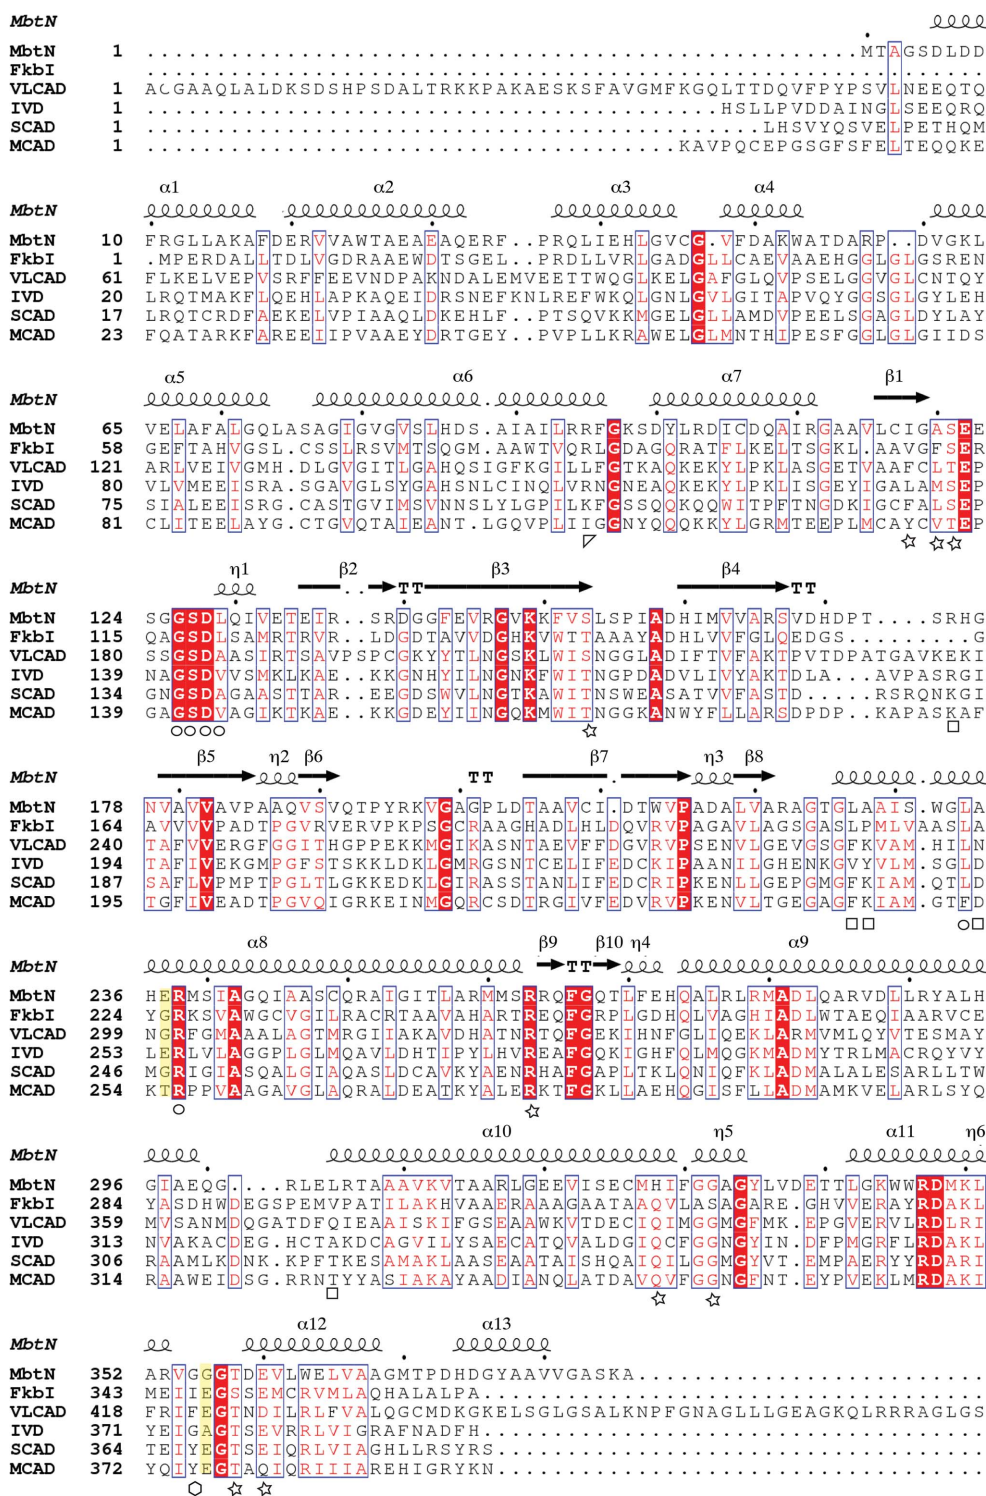 MbtN
MbtN 1 ...................................................MTAGSDLDD
FkbI ............................................................
VLCAD 1 ACGAAQLALDKSDSHPSDALTRKKPAKAESKSFAVGMFKGQLTTDQVFPYPSVLNEEQTQ
IVD 1 .........................................HSLLPVDDAINGLSEEQRQ
SCAD 1 ............................................LHSVYQSVELPETHQM
MCAD 1 ......................................KAVPQCEPGSGFSFELTEQQKE
α1 α2 α3 α4
MbtN
MbtN 10 FRGLLAKAFDERVVAWTAEAEAQERF..PRQLIEHLGVCG.VFDAKWATDARP..DVGKL
FkbI 1 .MPERDALLTDLVGDRAAEWDTSGEL..PRDLLVRLGADGLLCAEVAAEHGGLGLGSREN
VLCAD 61 FLKELVEPVSRFFEEVNDPAKNDALEMVEETTWQGLKELGAFGLQVPSELGGVGLCNTQY
IVD 20 LRQTMAKFLQEHLAPKAQEIDRSNEFKNLREFWKQLGNLGVLGITAPVQYGGSGLGYLEH
SCAD 17 LRQTCRDFAEKELVPIAAQLDKEHLF..PTSQVKKMGELGLLAMDVPEELSGAGLDYLAY
MCAD 23 FQATARKFAREEIIPVAAEYDRTGEY..PVPLLKRAWELGLMNTHIPESFGGLGLGIIDS
α5 α6 α7 β1
MbtN
MbtN 65 VELAFALGQLASAGIGVGVSLHDS.AIAILRRFGKSDYLRDICDQAIRGAAVLCIGASEE
FkbI 58 GEFTAHVGSL.CSSLRSVMTSQGM.AAWTVQRLGDAGQRATFLKELTSGKL.AAVGFSER
VLCAD 121 ARLVEIVGMH.DLGVGITLGAHQSIGFKGILLFGTKAQKEKYLPKLASGETVAAFCLTEP
IVD 80 VLVMEEISRA.SGAVGLSYGAHSNLCINQLVRNGNEAQKEKYLPKLISGEYIGALAMSEP
SCAD 75 SIALEEISRG.CASTGVIMSVNNSLYLGPILKFGSSQQKQQWITPFTNGDKIGCFALSEP
MCAD 81 CLITEELAYG.CTGVQTAIEANT.LGQVPLIIGGNYQQQKKYLGRMTEEPLMCAYCVTEP
η1 β2 β3 β4
MbtN .. TT TT
MbtN 124 SGGSDLQIVETEIR..SRDGGFEVRGVKKFVSLSPIADHIMVVARSVDHDPT....SRHG
FkbI 115 QAGSDLSAMRTRVR..LDGDTAVVDGHKVWTTAAAYADHLVVFGLQEDGS.........G
VLCAD 180 SSGSDAASIRTSAVPSPCGKYYTLNGSKLWISNGGLADIFTVFAKTPVTDPATGAVKEKI
IVD 139 GNGSDVVSMKLKAE..KKGNHYILNGNKFWITNGPDADVLIVYAKTDLA...AVPASRGI
SCAD 134 GNGSDAGAASTTAR..EEGDSWVLNGTKAWITNSWEASATVVFASTD.....RSRQNKGI
MCAD 139 GAGSDVAGIKTKAE..KKGDEYIINGQKMWITNGGKANWYFLLARSDPDP..KAPASKAF
β5 η2 β6 β7 η3 β8
MbtN TT . . .
MbtN 178 NVAVVAVPAAQVSVQTPYRKVGAGPLDTAAVCI.DTWVPADALVARAGTGLAAIS.WGLA
FkbI 164 AVVVVPADTPGVRVERVPKPSGCRAAGHADLHLDQVRVPAGAVLAGSGASLPMLVAASLA
VLCAD 240 TAFVVERGFGGITHGPPEKKMGIKASNTAEVFFDGVRVPSENVLGEVGSGFKVAMHILN
IVD 194 TAFIVEKGMPGFSTSKKLDKLGMRGSNTCELIFEDCKIPAANILGHENKGVYVLMSGLD
SCAD 187 SAFLVPMPTPGLTLGKKEDKLGIRASSTANLIFEDCRIPKENLLGEPGMGFKIAM.QTLD
MCAD 195 TGFIVEADTPGVQIGRKEINMGQRCSDTRGIVFEDVRVPKENVLTGEGAGFKIAM.GTFD
α8 β9 β10 η4 α9
MbtN TT
MbtN 236 HERMSIAGQIAASCQRAIGITLARMMSRRQFGQTLFEHQALRLRMADLQARVDLLRYALH
FkbI 224 YGRKSVAWGCVGILRACRTAAVAHARTREQFGRPLGDHQLVAGHIADLWTAEQIAARVCE
VLCAD 299 NGRFGMAAALAGTMRGIIAKAVDHATNRTQFGEKIHNFGLIQEKLARMVMLQYVTESMAY
IVD 253 LERLVLAGGPLGLMQAVLDHTIPYLHVREAFGQKIGHFQLMQGKMADMYTRLMACRQYVY
SCAD 246 MGRIGIASQALGIAQASLDCAVKYAENRHAFGAPLTKLQNIQFKLADMALALESARLLTW
MCAD 254 KTRPPVAAGAVGLAQRALDEATKYALERKTFGKLLAEHQGISFLLADMAMKVELARLSYQ
α10 η5 α11 η6
MbtN
MbtN 296 GIAEQG....RLELRTAAAVKVTAARLGEEVISECMHIFGGAGYLVDETTLGKWWRDMKL
FkbI 284 YASDHWDEGSPEMVPATILAKHVAAERAAAGAATAAQVLASAGARE.GHVVERAYRDAKL
VLCAD 359 MVSANMDQGATDFQIEAAISKIFGSEAAWKVTDECIQIMGGMGFMK.EPGVERVLRDLRI
IVD 313 NVAKACDEG.HCTAKDCAGVILYSAECATQVALDGIQCFGGNGYIN.DFPMGRFLRDAKL
SCAD 306 RAAMLKDNK.KPFTKESAMAKLAASEAATAISHQAIQILGGMGYVT.EMPAERYYRDARI
MCAD 314 RAAWEIDSGRRNTYYASIAKAYAADIANQLATDAVQVFGGNGFNT.EYPVEKLMRDAKI
α12 α13
MbtN
MbtN 352 ARVGGGTDEVLWELVAAGMTPDHDGYAAVVGASKA.........................
FkbI 343 MEIIEGSSEMCRVMLAQHALALPA....................................
VLCAD 418 FRIFEGTNDILRLFVALQGCMDKGKELSGLGSALKNPFGNAGLLLGEAGKQLRRRAGLGS
IVD 371 YEIGAGTSEVRRLVIGRAFNADFH....................................
SCAD 364 TEIYEGTSEIQRLVIAGHLLRSYRS...................................
MCAD 372 YQIYEGTAQIQRIIIAREHIGRYKN...................................